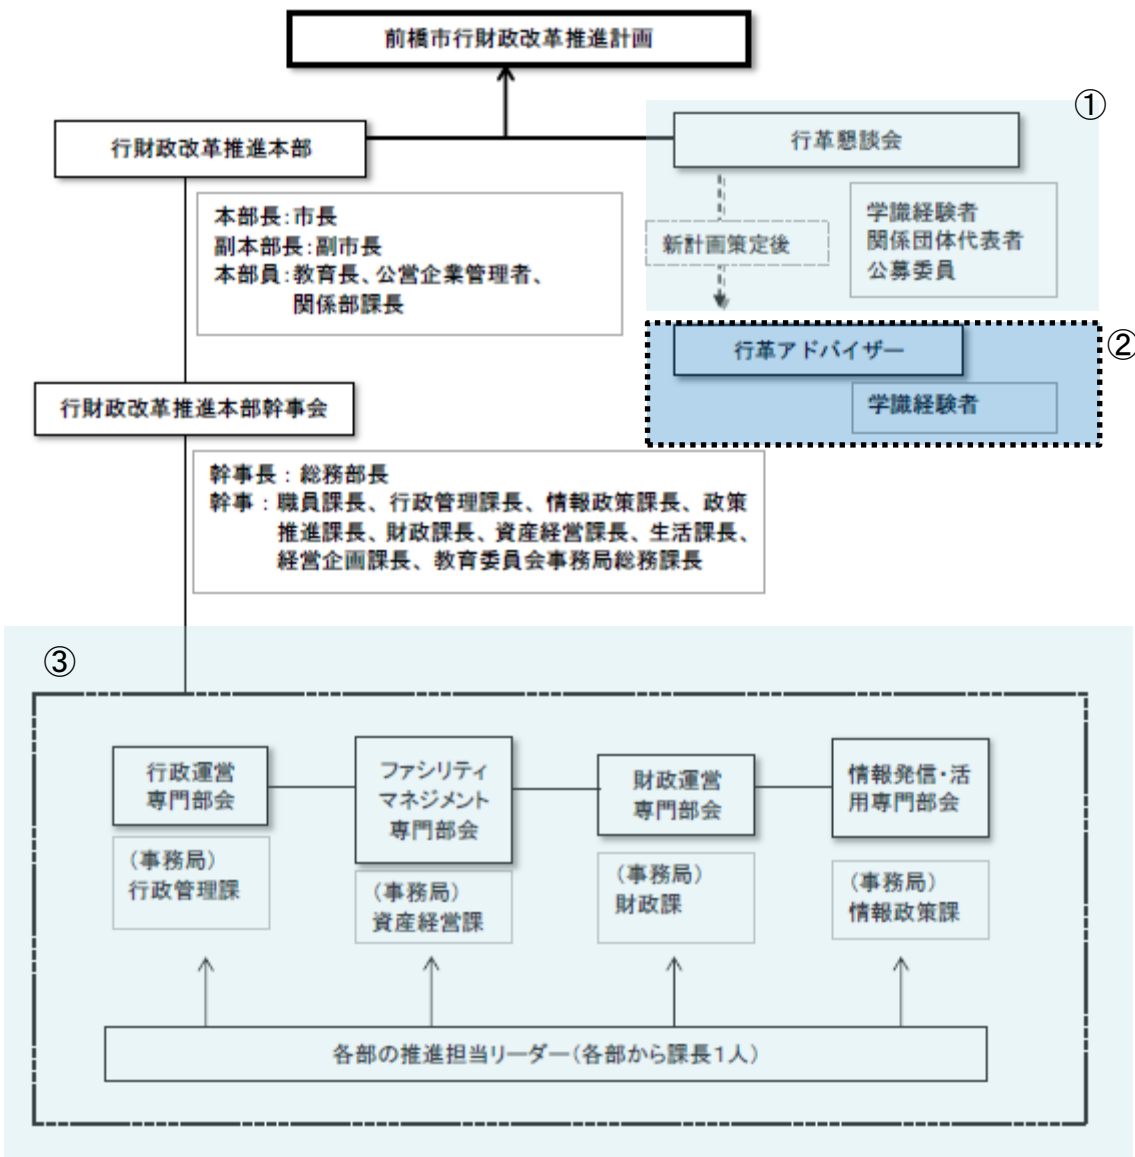 前橋市行財政改革推進計画
①
行財政改革推進本部
行革懇談会
本部長：市長
副本部長：副市長
本部員：教育長、公営企業管理者、
関係部課長
新計画策定後
学識経験者
関係団体代表者
公募委員
②
行革アドバイザー
学識経験者
行財政改革推進本部幹事会
幹事長：総務部長
幹事：職員課長、行政管理課長、情報政策課長、政策
推進課長、財政課長、資産経営課長、生活課長、
経営企画課長、教育委員会事務局総務課長
③
行政運営
専門部会
（事務局）
行政管理課
ファシリティ
マネジメント
専門部会
（事務局）
資産経営課
財政運営
専門部会
（事務局）
財政課
情報発信・活
用専門部会
（事務局）
情報政策課
各部の推進担当リーダー（各部から課長１人）